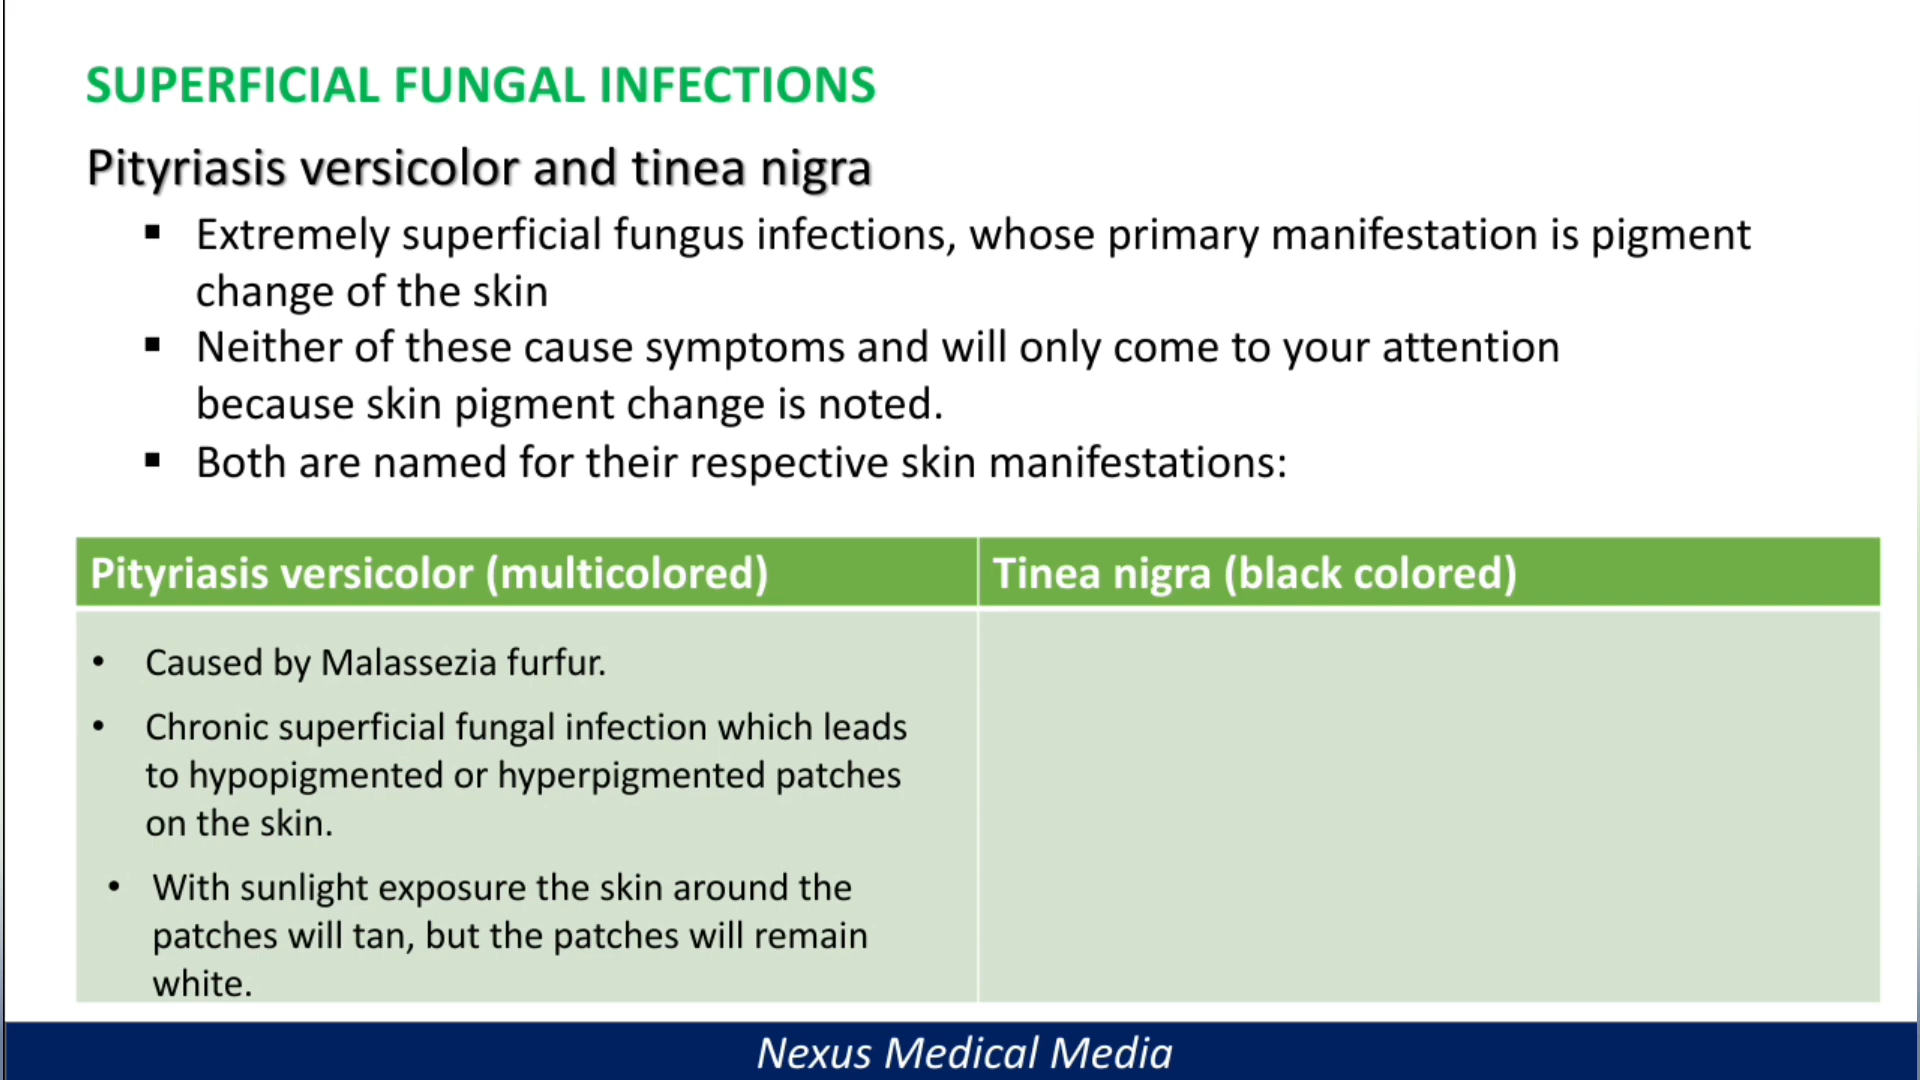 SUPERFICIAL FUNGAL INFECTIONS
Pityriasis versicolor and tinea nigra
▪ Extremely superficial fungus infections, whose primary manifestation is pigment
change of the skin
▪ Neither of these cause symptoms and will only come to your attention
because skin pigment change is noted.
▪ Both are named for their respective skin manifestations:
Pityriasis versicolor (multicolored)
Tinea nigra (black colored)
• Caused by Malassezia furfur.
• Chronic superficial fungal infection which leads
to hypopigmented or hyperpigmented patches
on the skin.
• With sunlight exposure the skin around the
patches will tan, but the patches will remain
white.
Nexus Medical Media